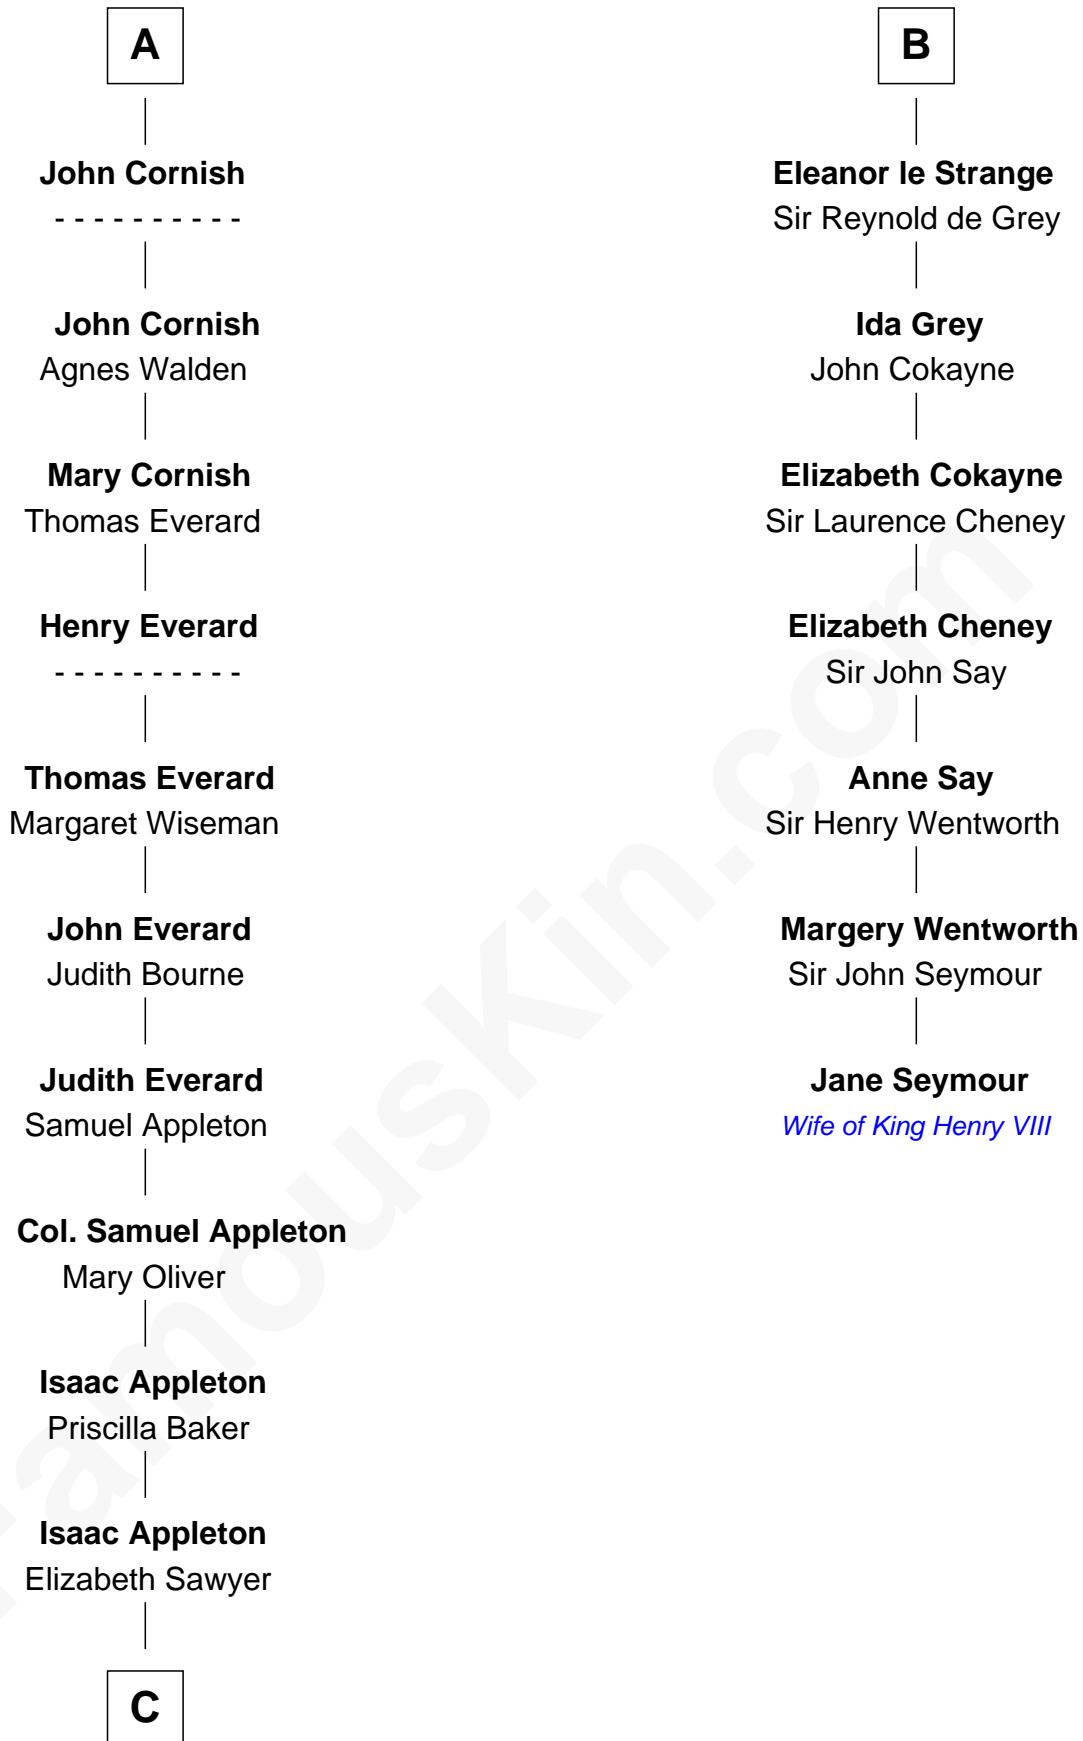 A
John Cornish
- - - - - - - - - -
John Cornish
Agnes Walden
Mary Cornish
Thomas Everard
Henry Everard
- - - - - - - - - -
Thomas Everard
Margaret Wiseman
John Everard
Judith Bourne
Judith Everard
Samuel Appleton
Col. Samuel Appleton
Mary Oliver
Isaac Appleton
Priscilla Baker
Isaac Appleton
Elizabeth Sawyer
C
B
Eleanor le Strange
Sir Reynold de Grey
Ida Grey
John Cokayne
Elizabeth Cokayne
Sir Laurence Cheney
Elizabeth Cheney
Sir John Say
Anne Say
Sir Henry Wentworth
Margery Wentworth
Sir John Seymour
Jane Seymour
Wife of King Henry VIII
FamousKin.com